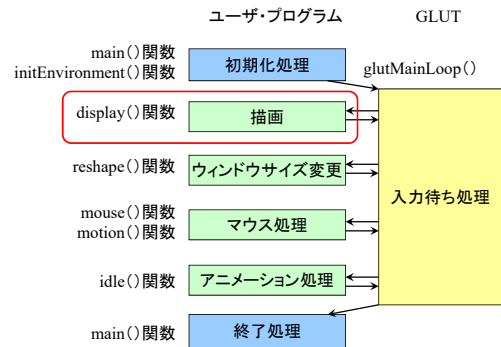 ユーザ・プログラム GLUT
main()関数
initEnvironment()関数
初期化処理
glutMainLoop()
display()関数
描画
reshape()関数
ウィンドウサイズ変更
入力待ち処理
mouse()関数
motion()関数
マウス処理
idle()関数
アニメーション処理
main()関数
終了処理